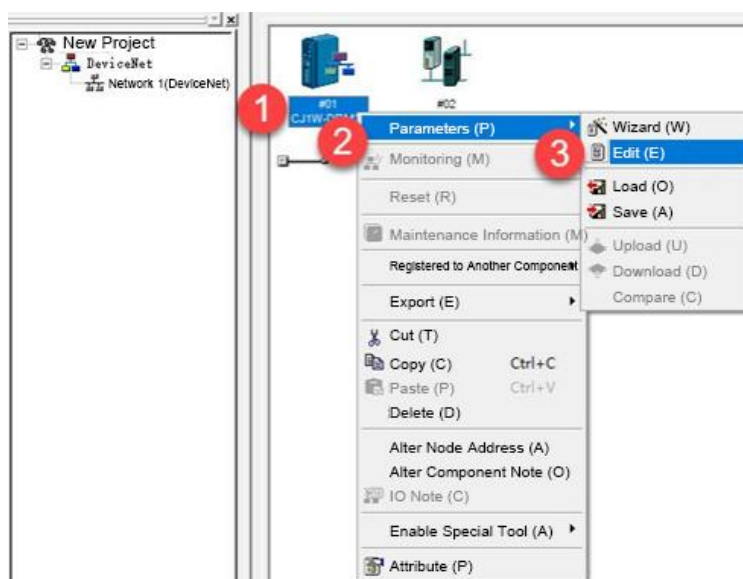 New Project
DeviceNet
Network 1(DeviceNet)
#01
#02
1
2
3
Parameters (P)
Monitoring (M)
Reset (R)
Maintenance Information (M)
Registered to Another Component
Export (E)
Cut (T)
Copy (C) Ctrl+C
Paste (P) Ctrl+V
Delete (D)
Alter Node Address (A)
Alter Component Note (O)
IO Note (C)
Enable Special Tool (A)
Attribute (P)
Wizard (W)
Edit (E)
Load (O)
Save (A)
Upload (U)
Download (D)
Compare (C)